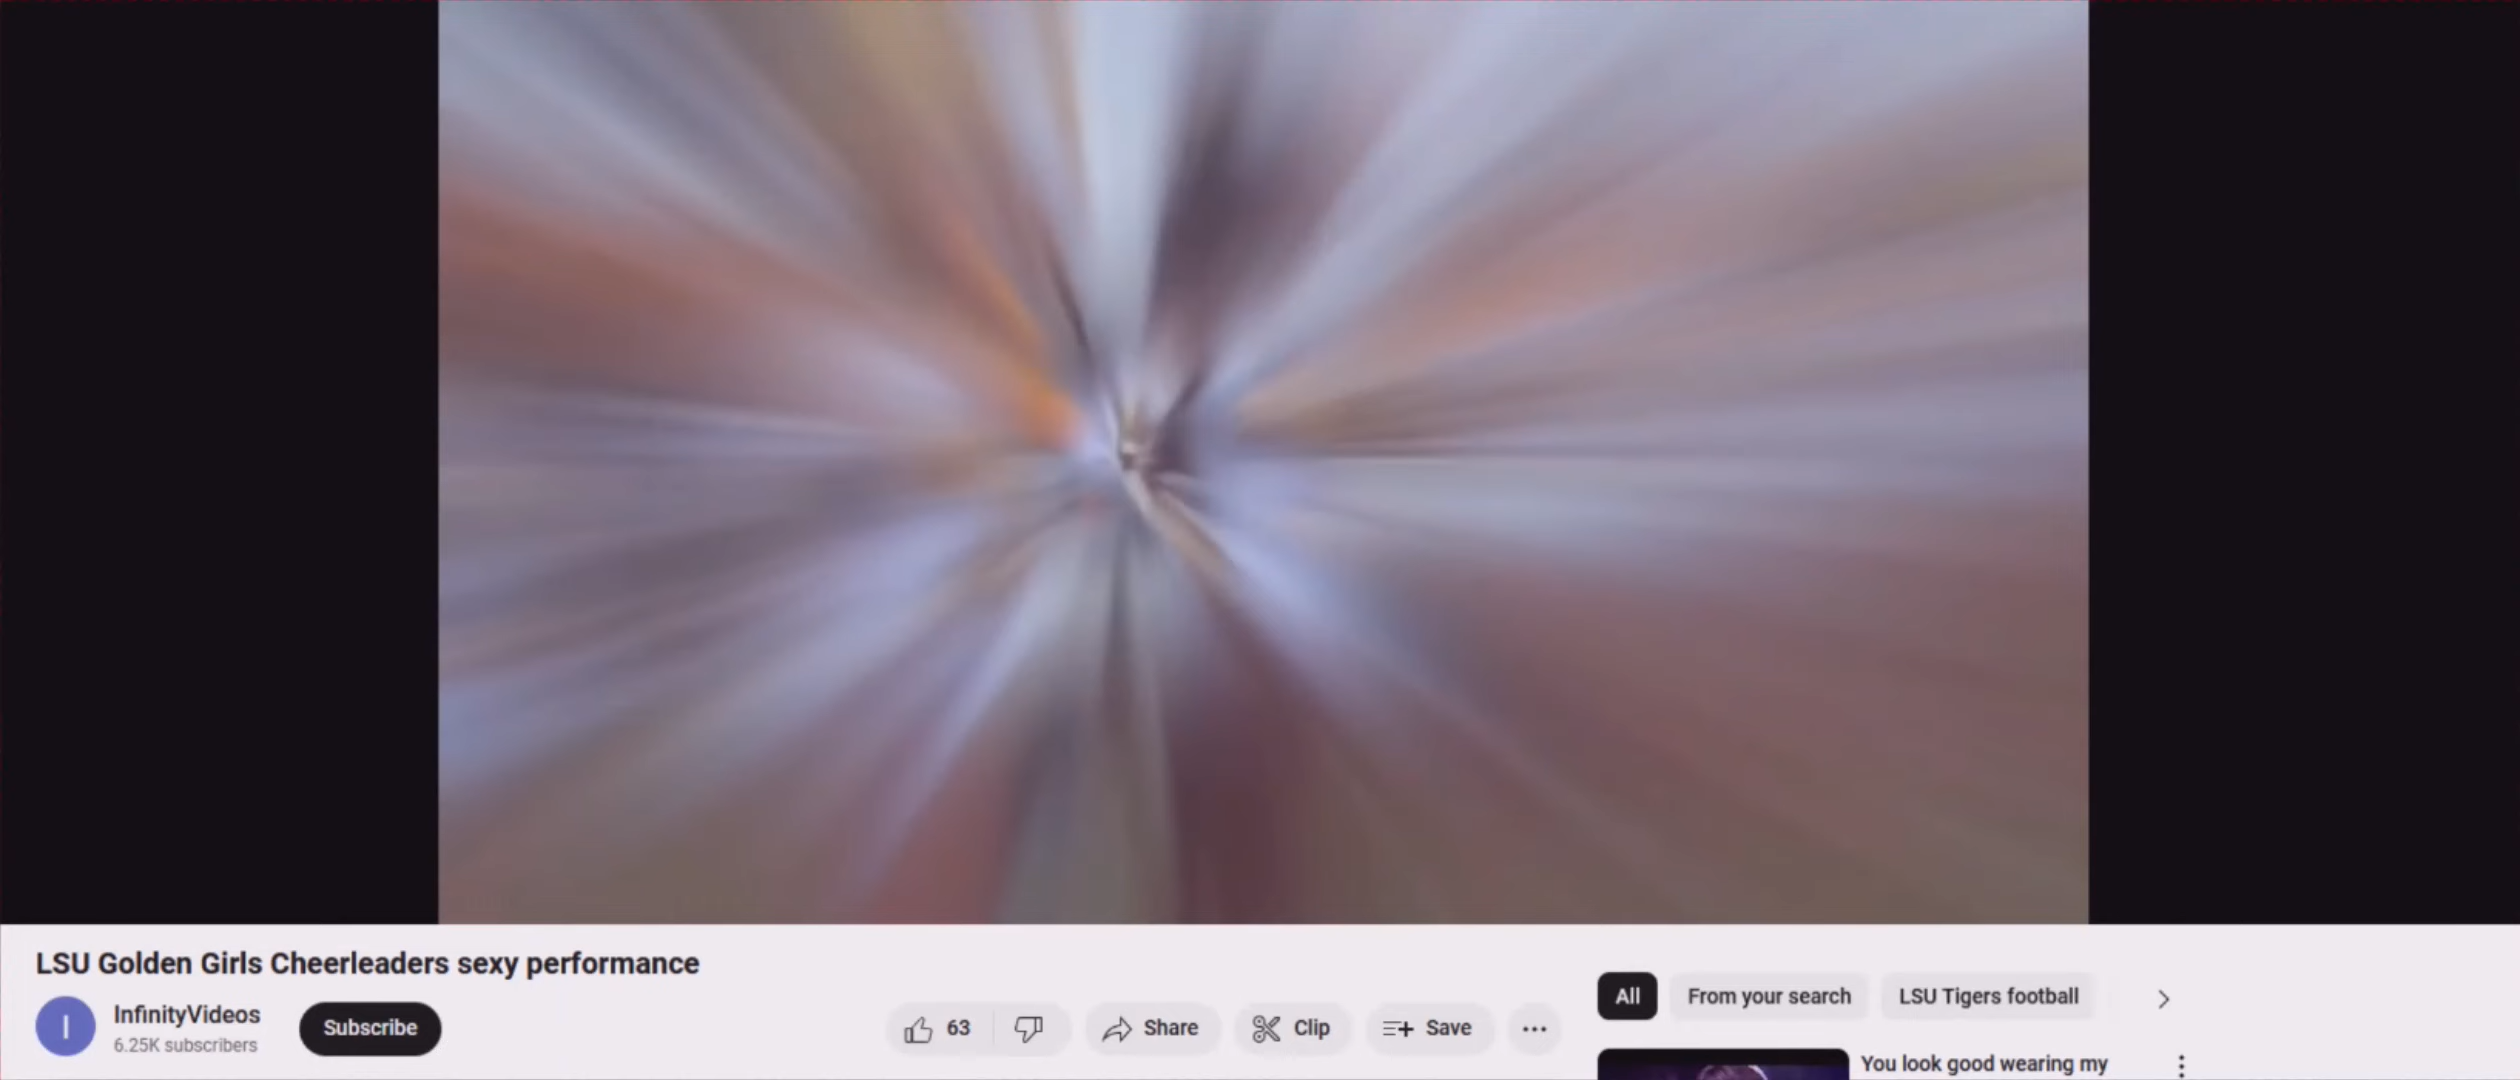 LSU Golden Girls Cheerleaders sexy performance
I
InfinityVideos
6.25K subscribers
Subscribe
63
Share
Clip
Save
All
From your search
LSU Tigers football
You look good wearing my